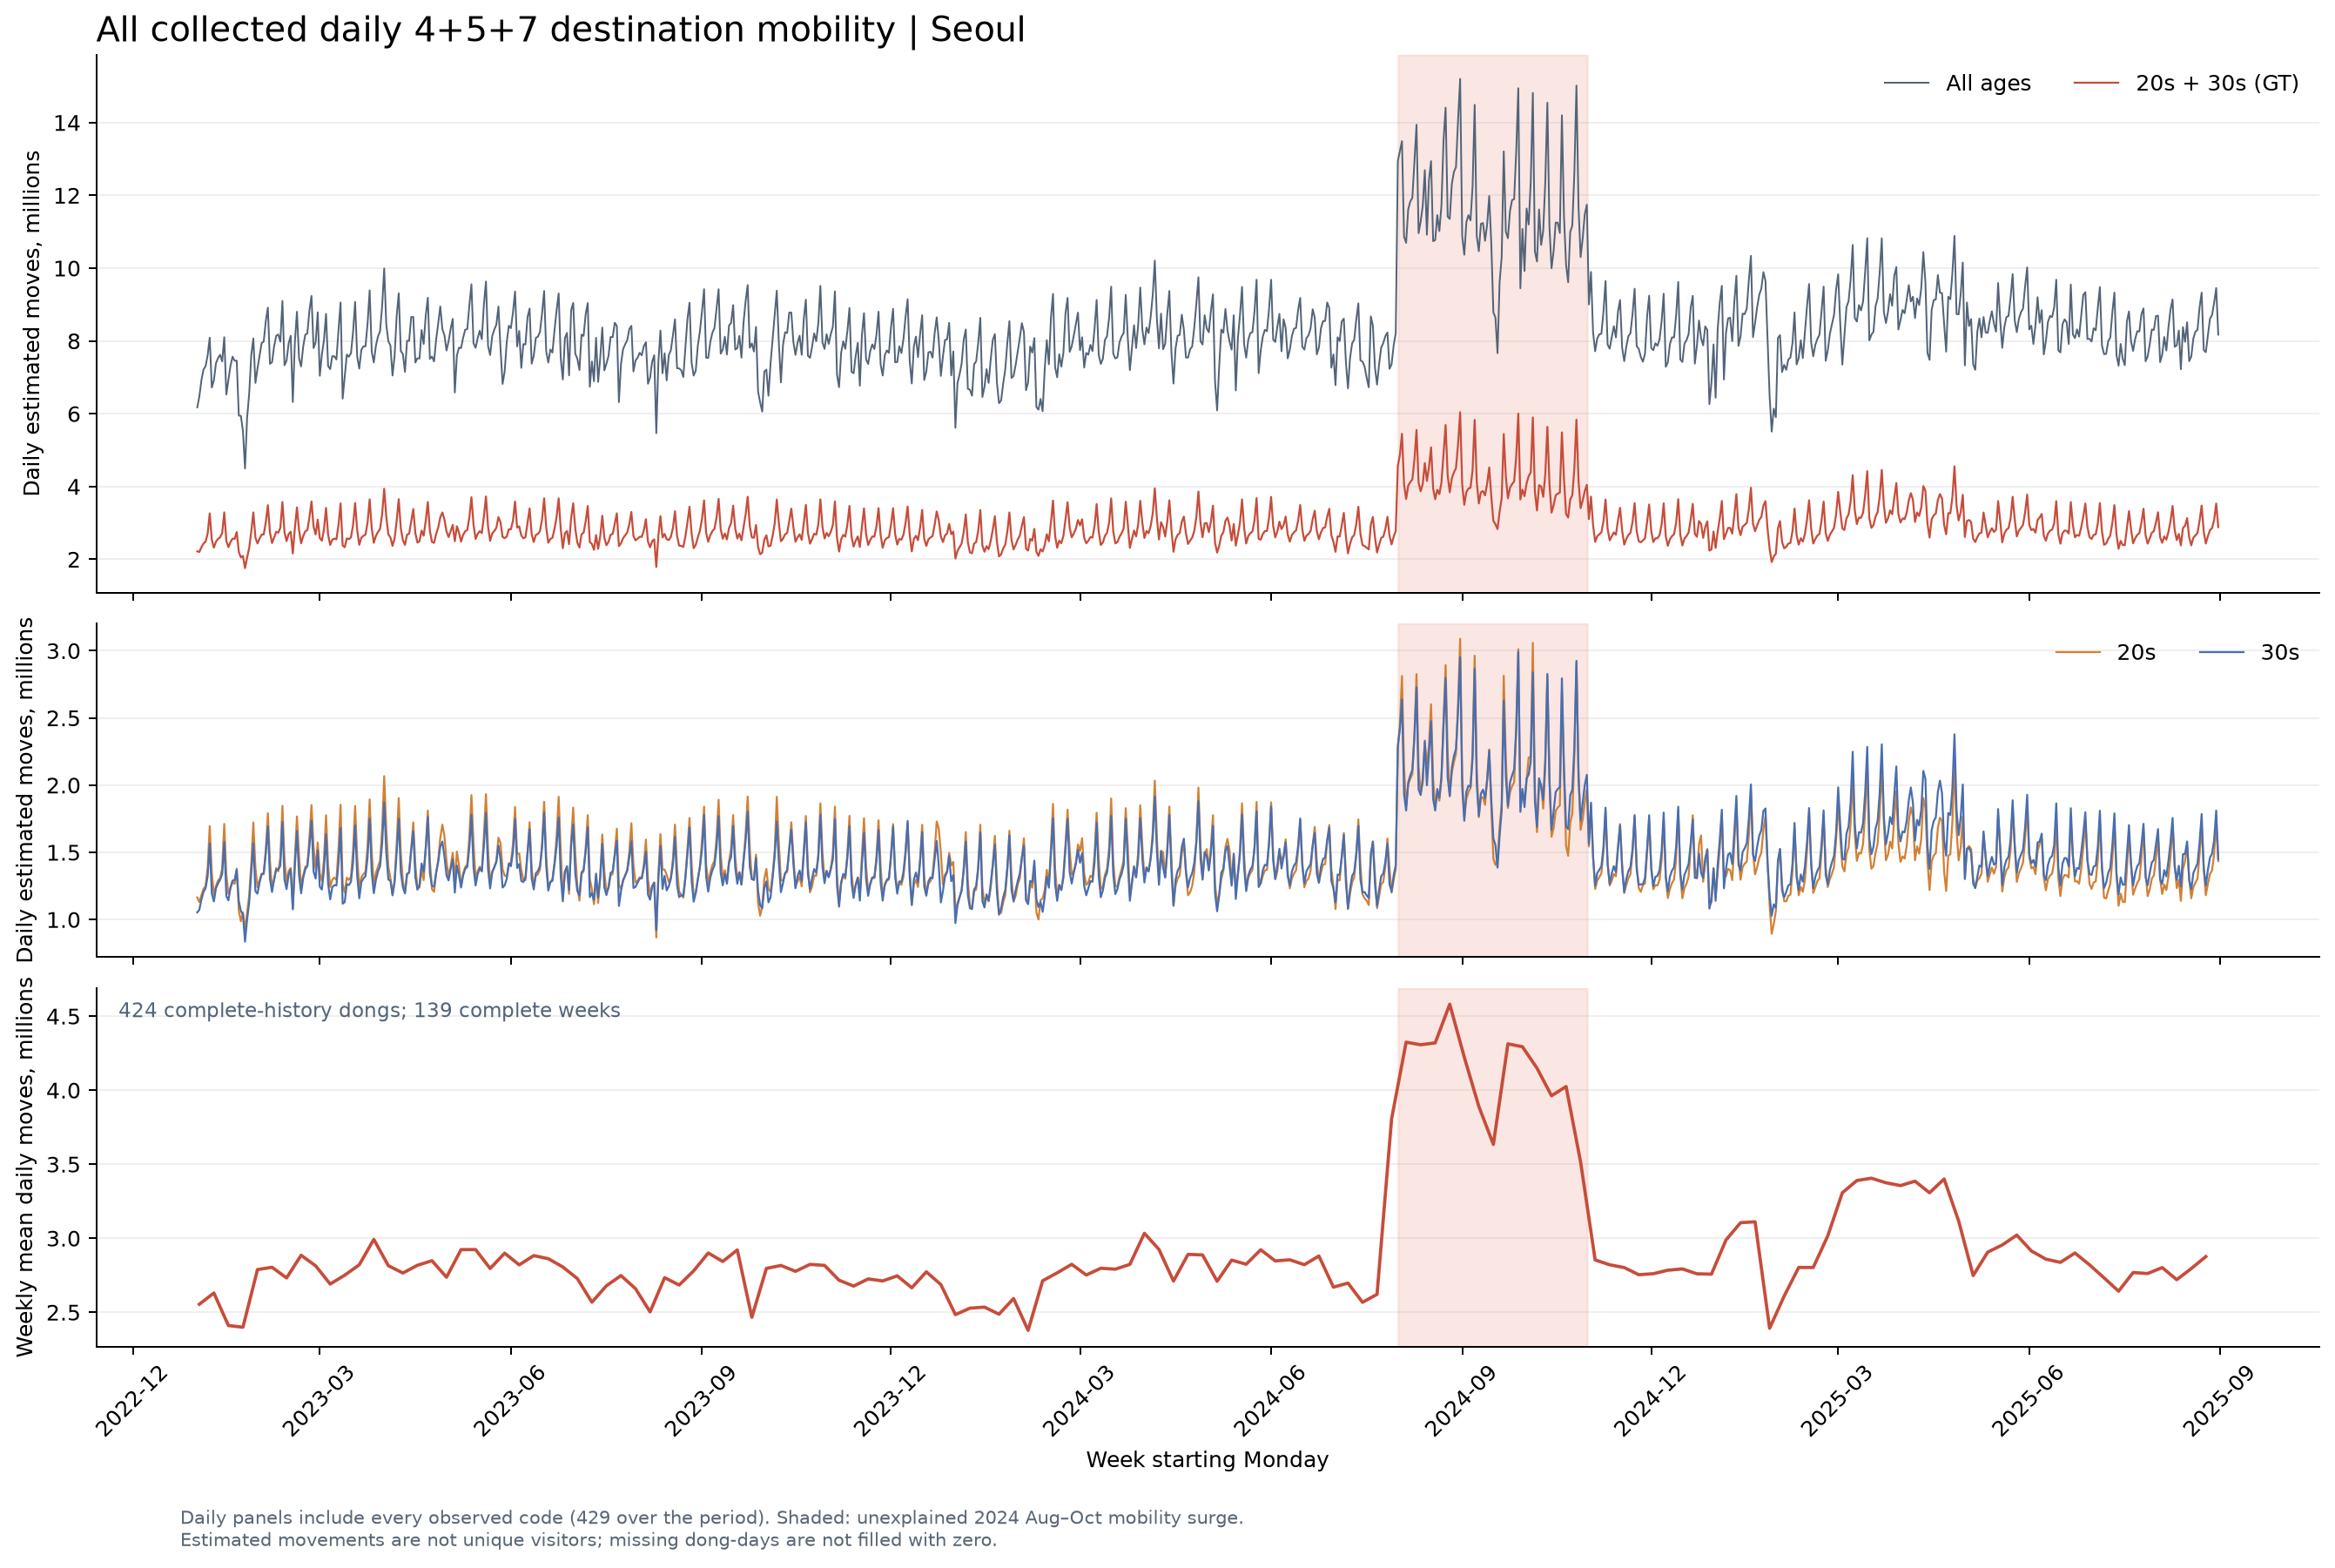 All collected daily 4+5+7 destination mobility | Seoul
Daily estimated moves, millions
14
12
10
8
6
4
2
All ages
20s + 30s (GT)
Daily estimated moves, millions
3.0
2.5
2.0
1.5
1.0
20s
30s
Weekly mean daily moves, millions
4.5
4.0
3.5
3.0
2.5
424 complete-history dongs; 139 complete weeks
2022-12
2023-03
2023-06
2023-09
2023-12
2024-03
2024-06
2024-09
2024-12
2025-03
2025-06
2025-09
Week starting Monday
Daily panels include every observed code (429 over the period). Shaded: unexplained 2024 Aug–Oct mobility surge.
Estimated movements are not unique visitors; missing dong-days are not filled with zero.